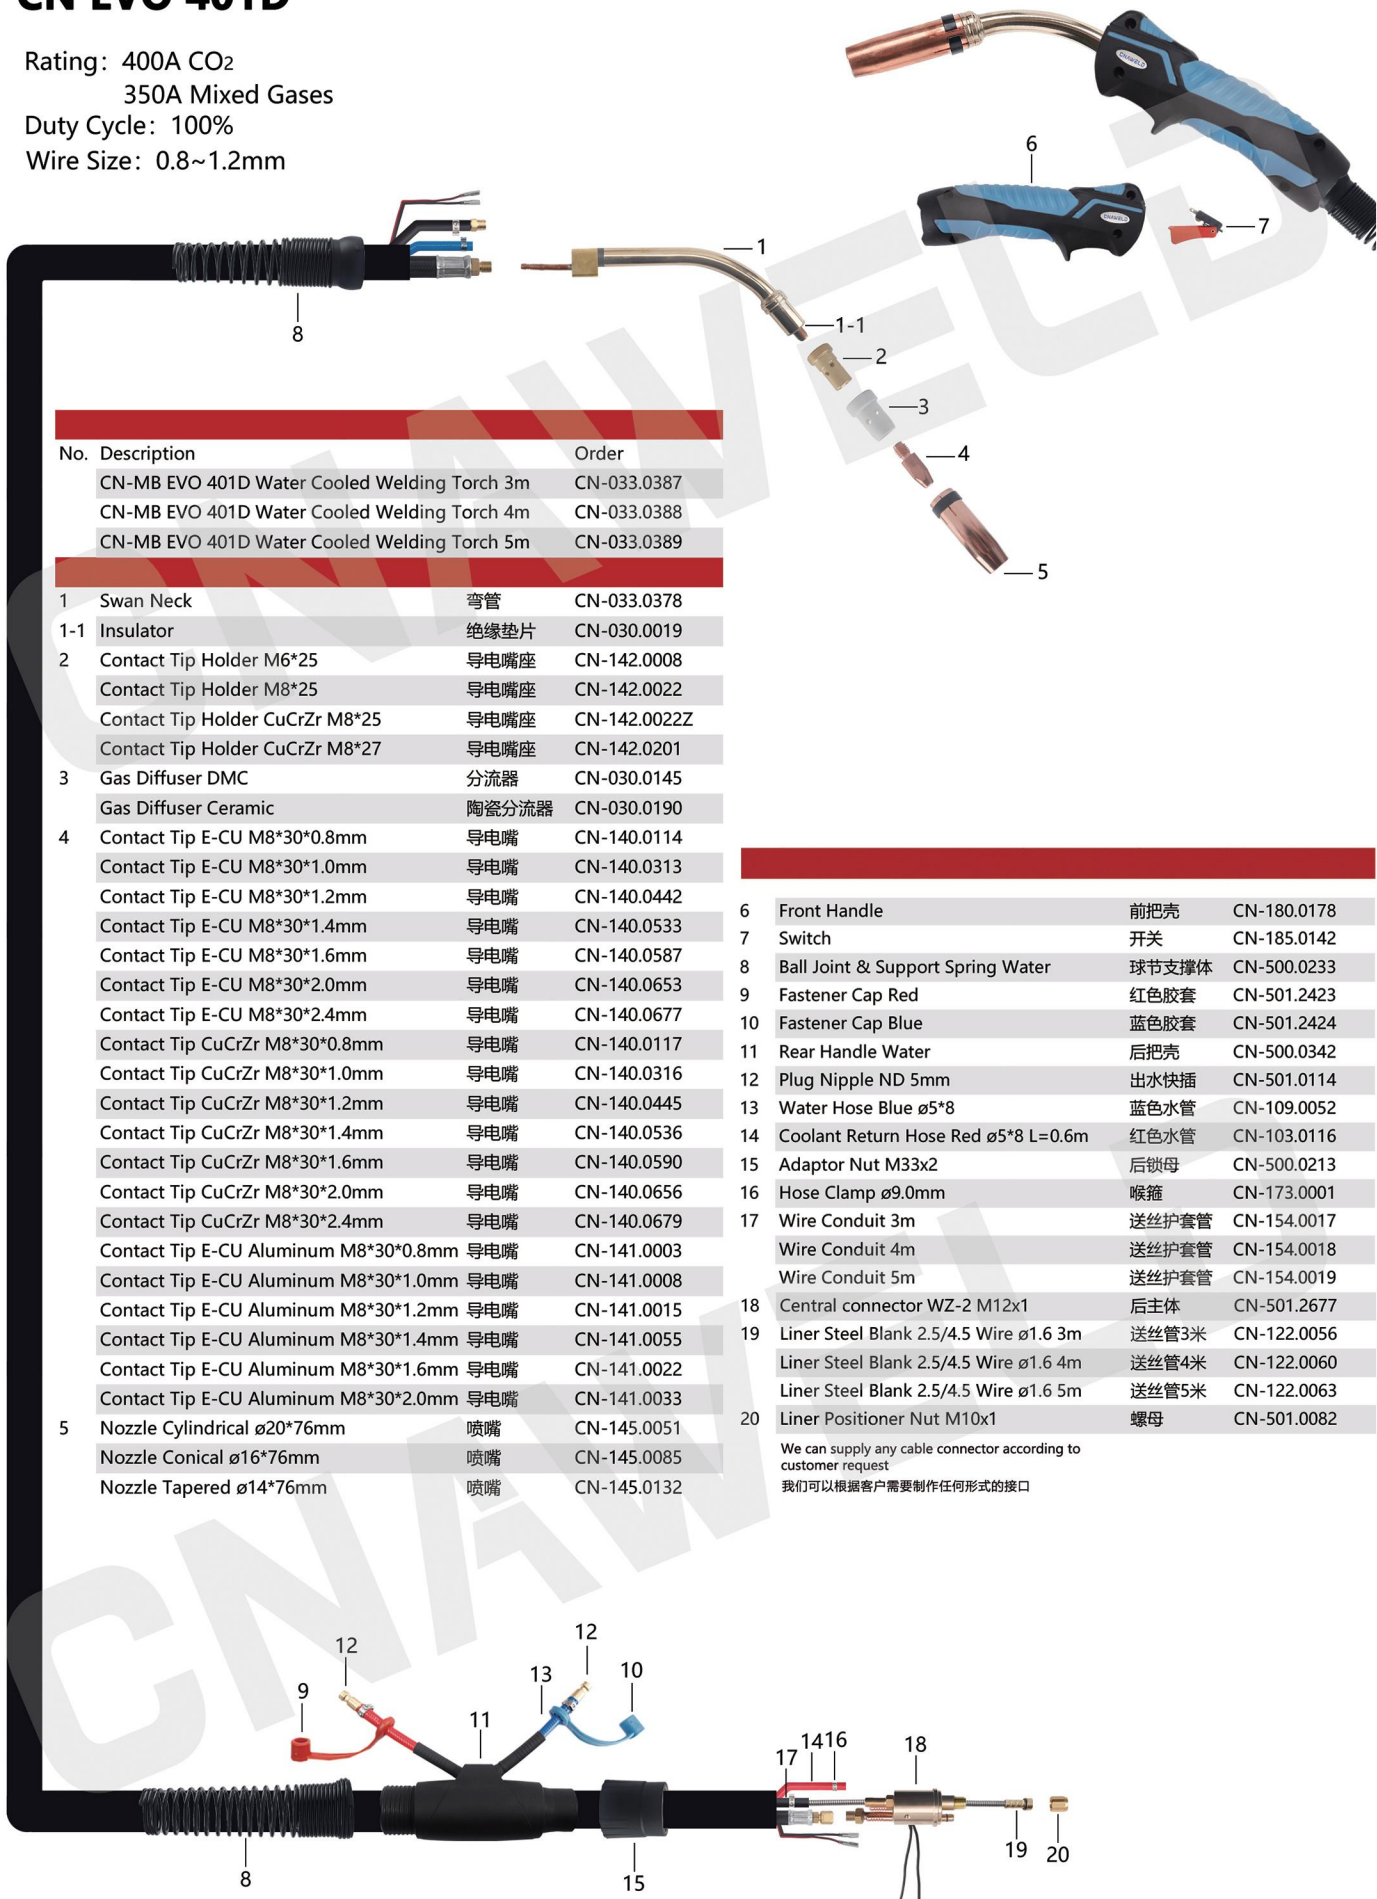 CN EVO 401D
Rating: 400A CO2
350A Mixed Gases
Duty Cycle: 100%
Wire Size: 0.8~1.2mm
CNAWELD
6
CNAWELD
7
1
8
1-1
2
3
4
5
No. Description Order
CN-MB EVO 401D Water Cooled Welding Torch 3m CN-033.0387
CN-MB EVO 401D Water Cooled Welding Torch 4m CN-033.0388
CN-MB EVO 401D Water Cooled Welding Torch 5m CN-033.0389
1 Swan Neck 弯管 CN-033.0378
1-1 Insulator 绝缘垫片 CN-030.0019
2 Contact Tip Holder M6*25 导电嘴座 CN-142.0008
Contact Tip Holder M8*25 导电嘴座 CN-142.0022
Contact Tip Holder CuCrZr M8*25 导电嘴座 CN-142.0022Z
Contact Tip Holder CuCrZr M8*27 导电嘴座 CN-142.0201
3 Gas Diffuser DMC 分流器 CN-030.0145
Gas Diffuser Ceramic 陶瓷分流器 CN-030.0190
4 Contact Tip E-CU M8*30*0.8mm 导电嘴 CN-140.0114
Contact Tip E-CU M8*30*1.0mm 导电嘴 CN-140.0313
Contact Tip E-CU M8*30*1.2mm 导电嘴 CN-140.0442
Contact Tip E-CU M8*30*1.4mm 导电嘴 CN-140.0533
Contact Tip E-CU M8*30*1.6mm 导电嘴 CN-140.0587
Contact Tip E-CU M8*30*2.0mm 导电嘴 CN-140.0653
Contact Tip E-CU M8*30*2.4mm 导电嘴 CN-140.0677
Contact Tip CuCrZr M8*30*0.8mm 导电嘴 CN-140.0117
Contact Tip CuCrZr M8*30*1.0mm 导电嘴 CN-140.0316
Contact Tip CuCrZr M8*30*1.2mm 导电嘴 CN-140.0445
Contact Tip CuCrZr M8*30*1.4mm 导电嘴 CN-140.0536
Contact Tip CuCrZr M8*30*1.6mm 导电嘴 CN-140.0590
Contact Tip CuCrZr M8*30*2.0mm 导电嘴 CN-140.0656
Contact Tip CuCrZr M8*30*2.4mm 导电嘴 CN-140.0679
Contact Tip E-CU Aluminum M8*30*0.8mm 导电嘴 CN-141.0003
Contact Tip E-CU Aluminum M8*30*1.0mm 导电嘴 CN-141.0008
Contact Tip E-CU Aluminum M8*30*1.2mm 导电嘴 CN-141.0015
Contact Tip E-CU Aluminum M8*30*1.4mm 导电嘴 CN-141.0055
Contact Tip E-CU Aluminum M8*30*1.6mm 导电嘴 CN-141.0022
Contact Tip E-CU Aluminum M8*30*2.0mm 导电嘴 CN-141.0033
5 Nozzle Cylindrical ø20*76mm 喷嘴 CN-145.0051
Nozzle Conical ø16*76mm 喷嘴 CN-145.0085
Nozzle Tapered ø14*76mm 喷嘴 CN-145.0132
6 Front Handle 前把壳 CN-180.0178
7 Switch 开关 CN-185.0142
8 Ball Joint & Support Spring Water 球节支撑体 CN-500.0233
9 Fastener Cap Red 红色胶套 CN-501.2423
10 Fastener Cap Blue 蓝色胶套 CN-501.2424
11 Rear Handle Water 后把壳 CN-500.0342
12 Plug Nipple ND 5mm 出水快插 CN-501.0114
13 Water Hose Blue ø5*8 蓝色水管 CN-109.0052
14 Coolant Return Hose Red ø5*8 L=0.6m 红色水管 CN-103.0116
15 Adaptor Nut M33x2 后锁母 CN-500.0213
16 Hose Clamp ø9.0mm 喉箍 CN-173.0001
17 Wire Conduit 3m 送丝护套管 CN-154.0017
Wire Conduit 4m 送丝护套管 CN-154.0018
Wire Conduit 5m 送丝护套管 CN-154.0019
18 Central connector WZ-2 M12x1 后主体 CN-501.2677
19 Liner Steel Blank 2.5/4.5 Wire ø1.6 3m 送丝管3米 CN-122.0056
Liner Steel Blank 2.5/4.5 Wire ø1.6 4m 送丝管4米 CN-122.0060
Liner Steel Blank 2.5/4.5 Wire ø1.6 5m 送丝管5米 CN-122.0063
20 Liner Positioner Nut M10x1 螺母 CN-501.0082
We can supply any cable connector according to
customer request
我们可以根据客户需要制作任何形式的接口
CNAWELD
CNAWELD
12
12
13
10
9
11
17
14
16
18
8
15
19
20